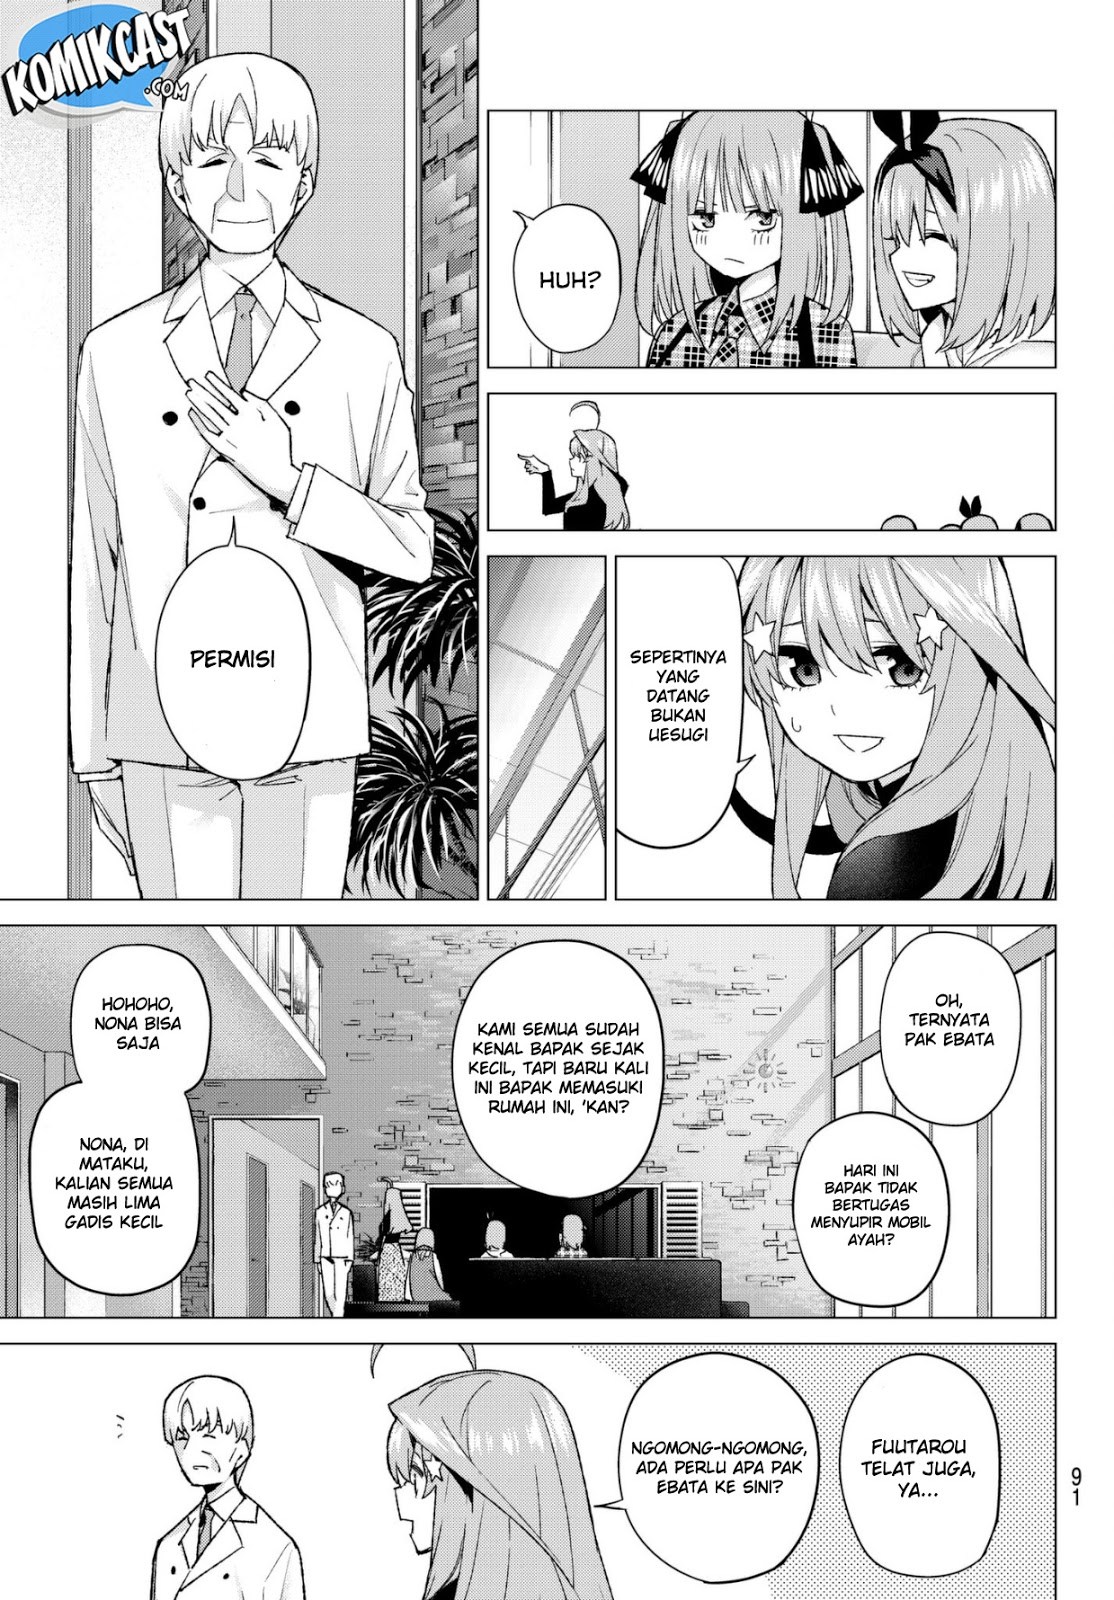 KOMIKCAST
.COM
HUH?
SEPERTINYA
YANG
DATANG
BUKAN
UESUGI
PERMISI
OH,
TERNYATA
PAK EBATA
HARI INI
BAPAK TIDAK
BERTUGAS
MENYUPIR MOBIL
AYAH?
KAMI SEMUA SUDAH
KENAL BAPAK SEJAK
KECIL, TAPI BARU KALI
INI BAPAK MEMASUKI
RUMAH INI, 'KAN?
HOHOHO,
NONA BISA
SAJA
NONA, DI
MATAKU,
KALIAN SEMUA
MASIH LIMA
GADIS KECIL
FUUTAROU
TELAT JUGA,
YA...
NGOMONG-NGOMONG,
ADA PERLU APA PAK
EBATA KE SINI?
91